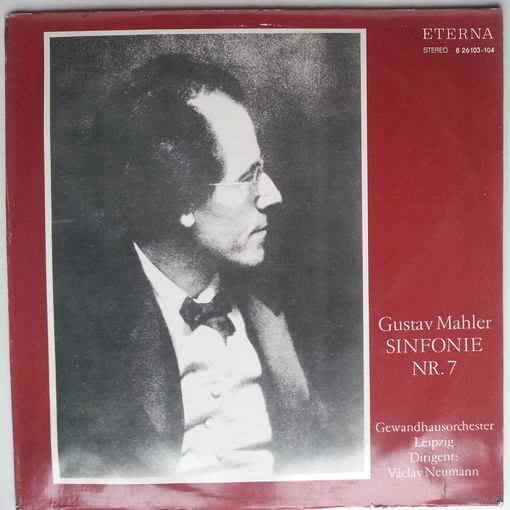 ETERNA
STEREO 8 26 103-104
Gustav Mahler
SINFONIE
NR. 7
Gewandhausorchester
Leipzig
Dirigent:
Václav Neumann